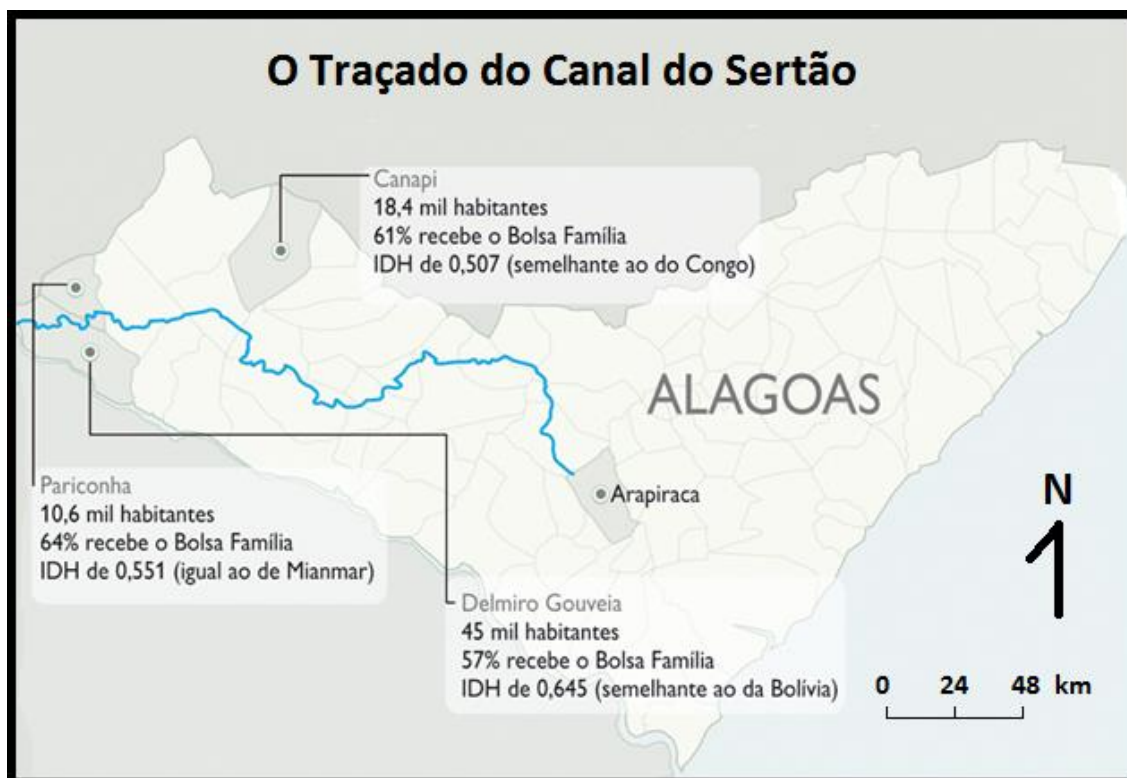 O Traçado do Canal do Sertão
Canapi
18,4 mil habitantes
61% recebe o Bolsa Família
IDH de 0,507 (semelhante ao do Congo)
ALAGOAS
Arapiraca
Pariconha
10,6 mil habitantes
64% recebe o Bolsa Família
IDH de 0,551 (igual ao de Mianmar)
Delmiro Gouveia
45 mil habitantes
57% recebe o Bolsa Família
IDH de 0,645 (semelhante ao da Bolívia)
N
0 24 48 km